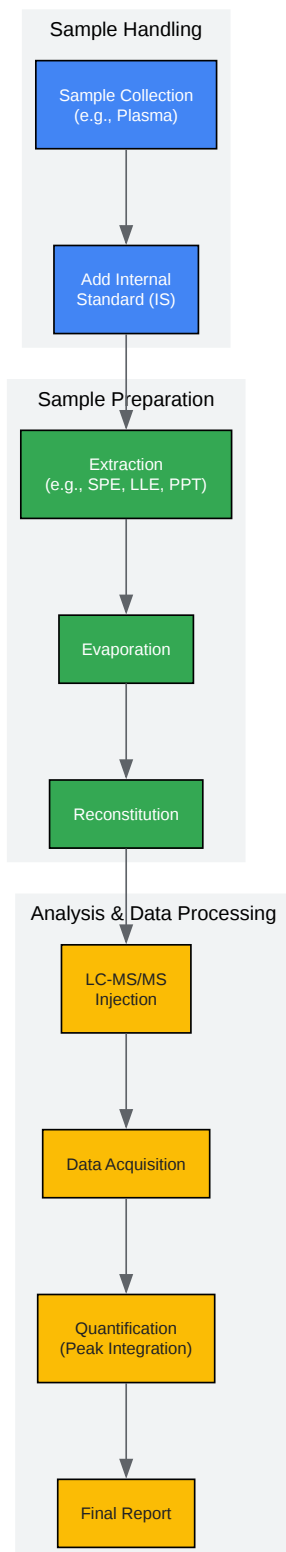 Sample Handling
Sample Collection
(e.g., Plasma)
Add Internal
Standard (IS)
Sample Preparation
Extraction
(e.g., SPE, LLE, PPT)
Evaporation
Reconstitution
Analysis & Data Processing
LC-MS/MS
Injection
Data Acquisition
Quantification
(Peak Integration)
Final Report